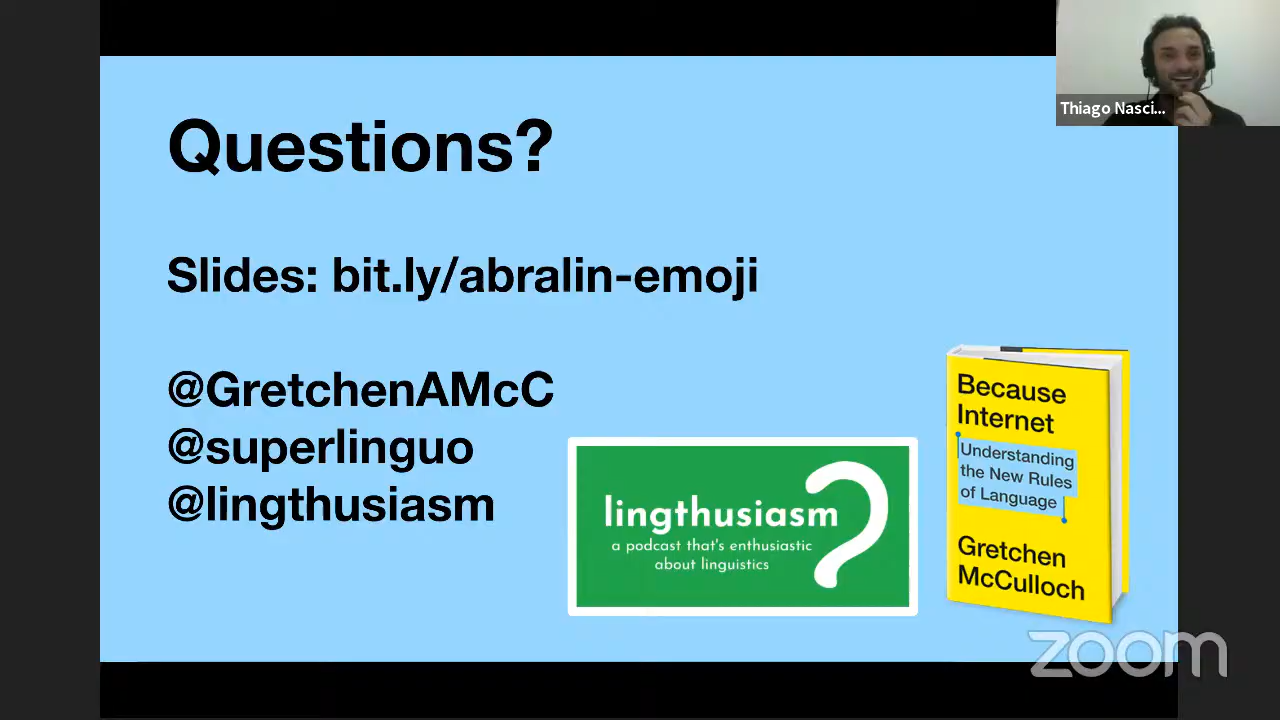 Thiago Nasci...
Questions?
Slides: bit.ly/abralin-emoji
@GretchenAMcC
@superlinguo
@lingthusiasm
lingthusiasm
a podcast that's enthusiastic
about linguistics
?
Because
Internet
Understanding
the New Rules
of Language
Gretchen
McCulloch
zoom